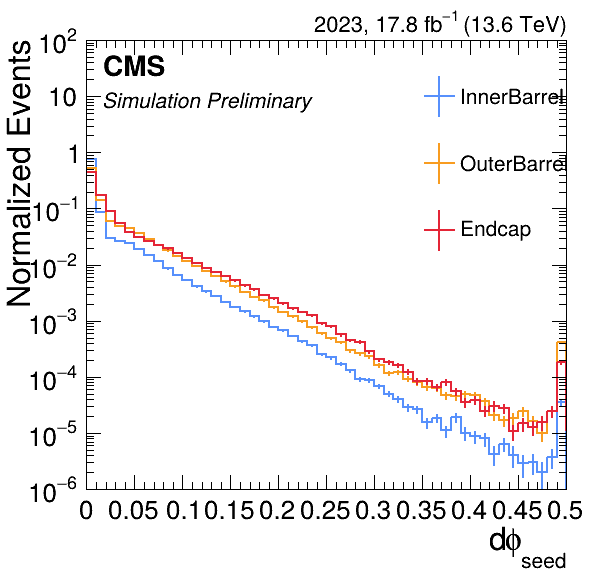 2023, 17.8 fb⁻¹ (13.6 TeV)
CMS
Simulation Preliminary
InnerBarrel
OuterBarrel
Endcap
Normalized Events
10²
10
1
10⁻¹
10⁻²
10⁻³
10⁻⁴
10⁻⁵
10⁻⁶
0 0.05 0.1 0.15 0.2 0.25 0.3 0.35 0.4 0.45 0.5
dϕ_seed